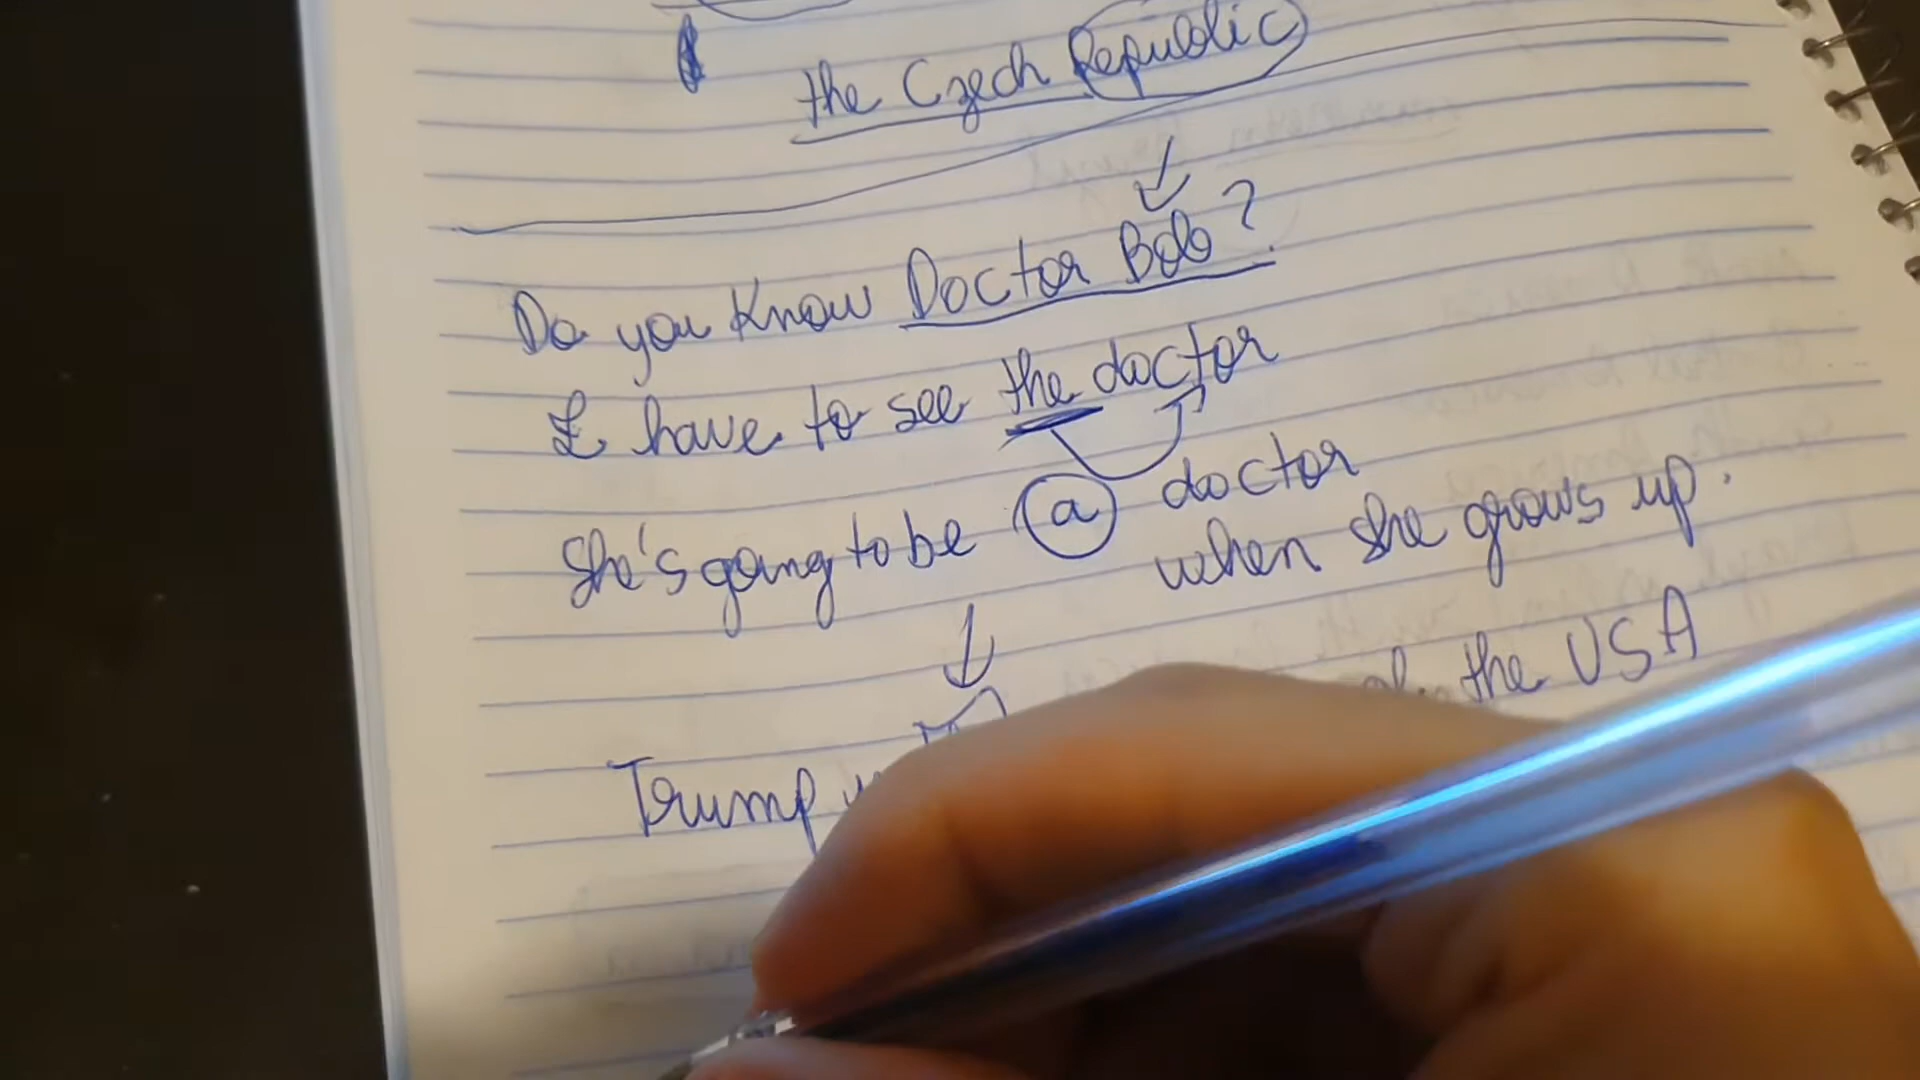 the Czech Republic
Do you know Doctor Bob?
I have to see the doctor
She's going to be a doctor
when she grows up.
the USA
Trump